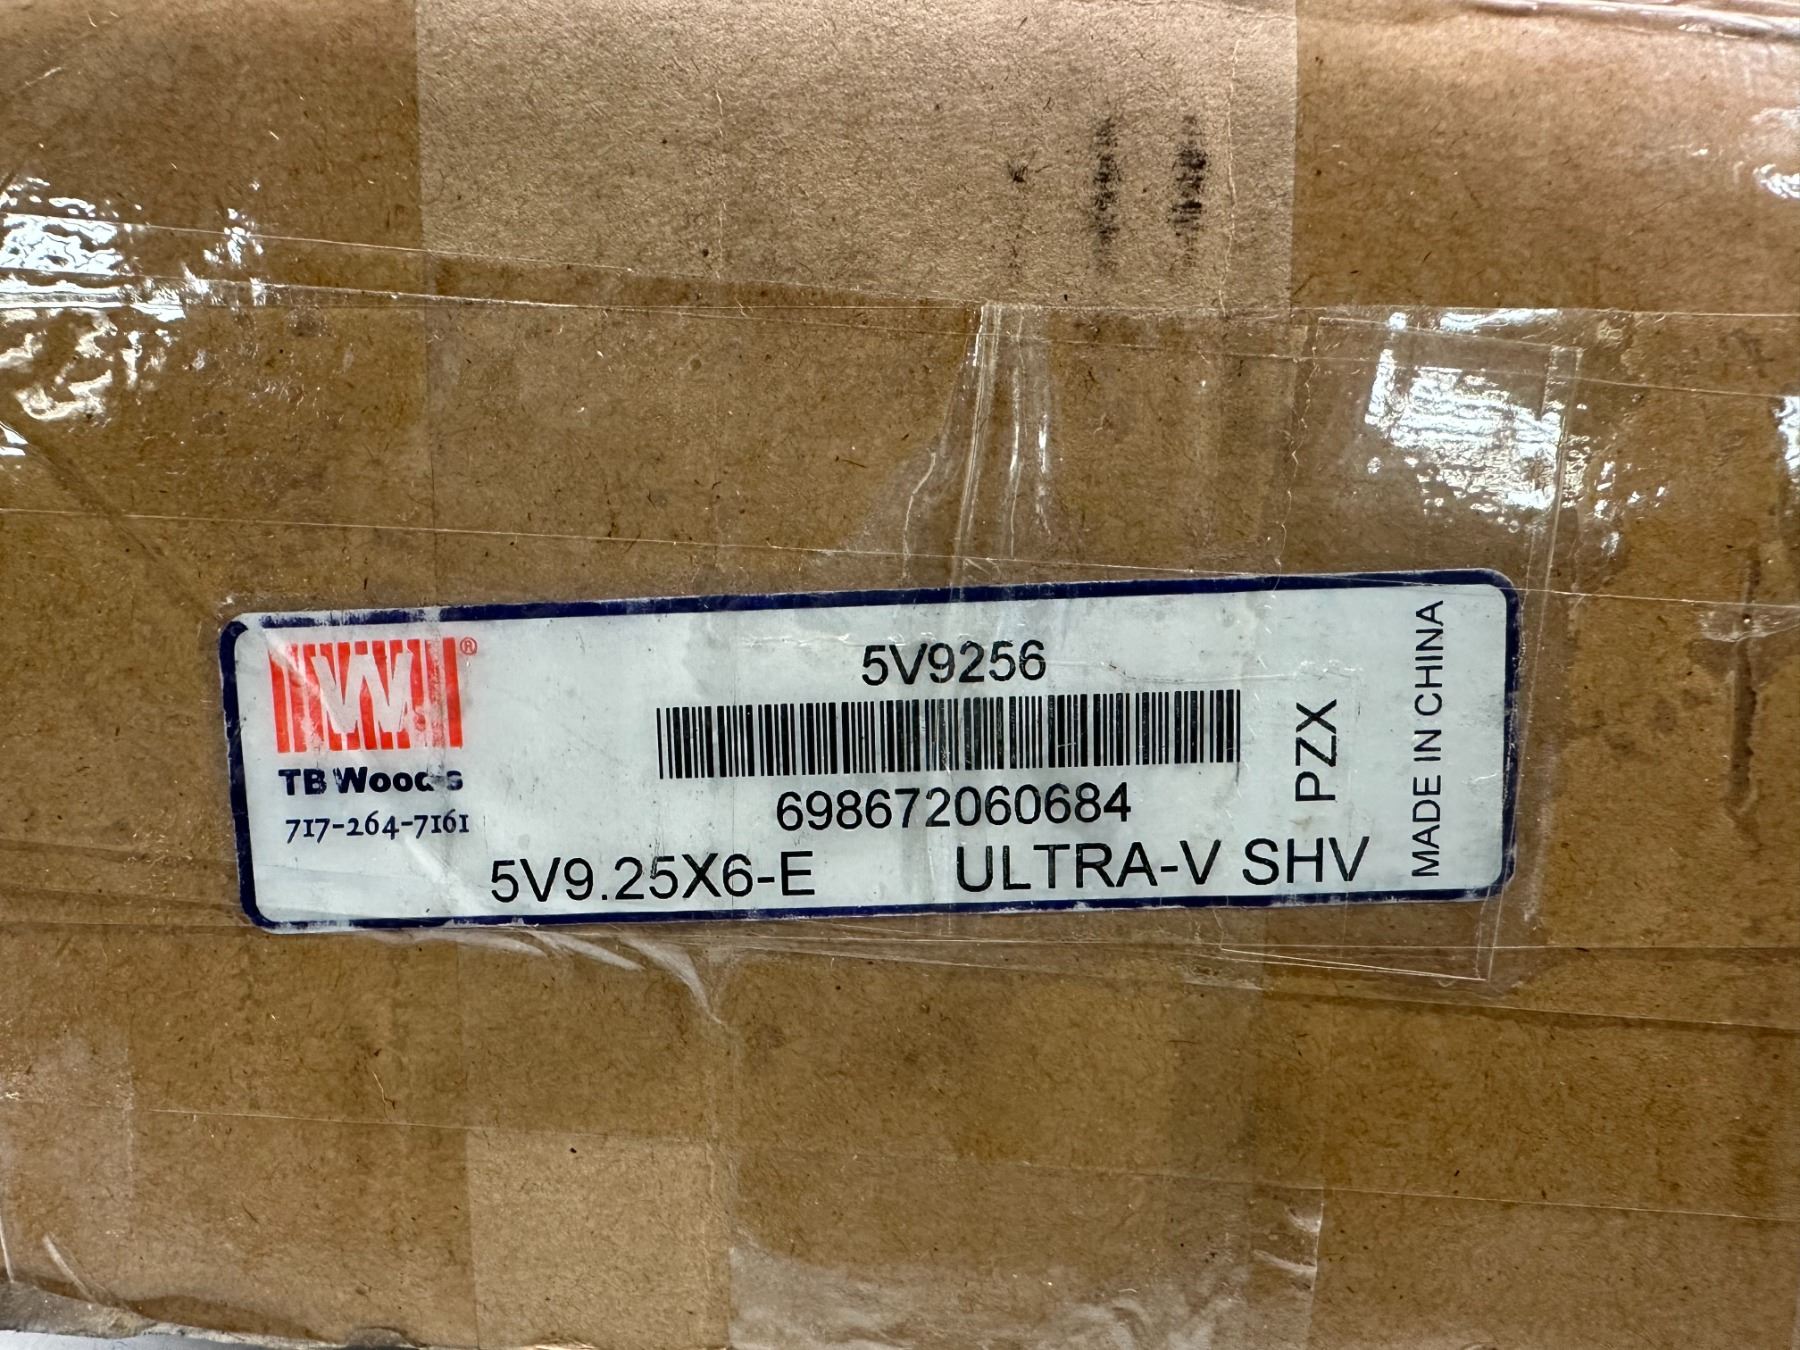 5V9256
®
TB Woods
717-264-7161
698672060684
5V9.25X6-E
ULTRA-V SHV
PZX
MADE IN CHINA